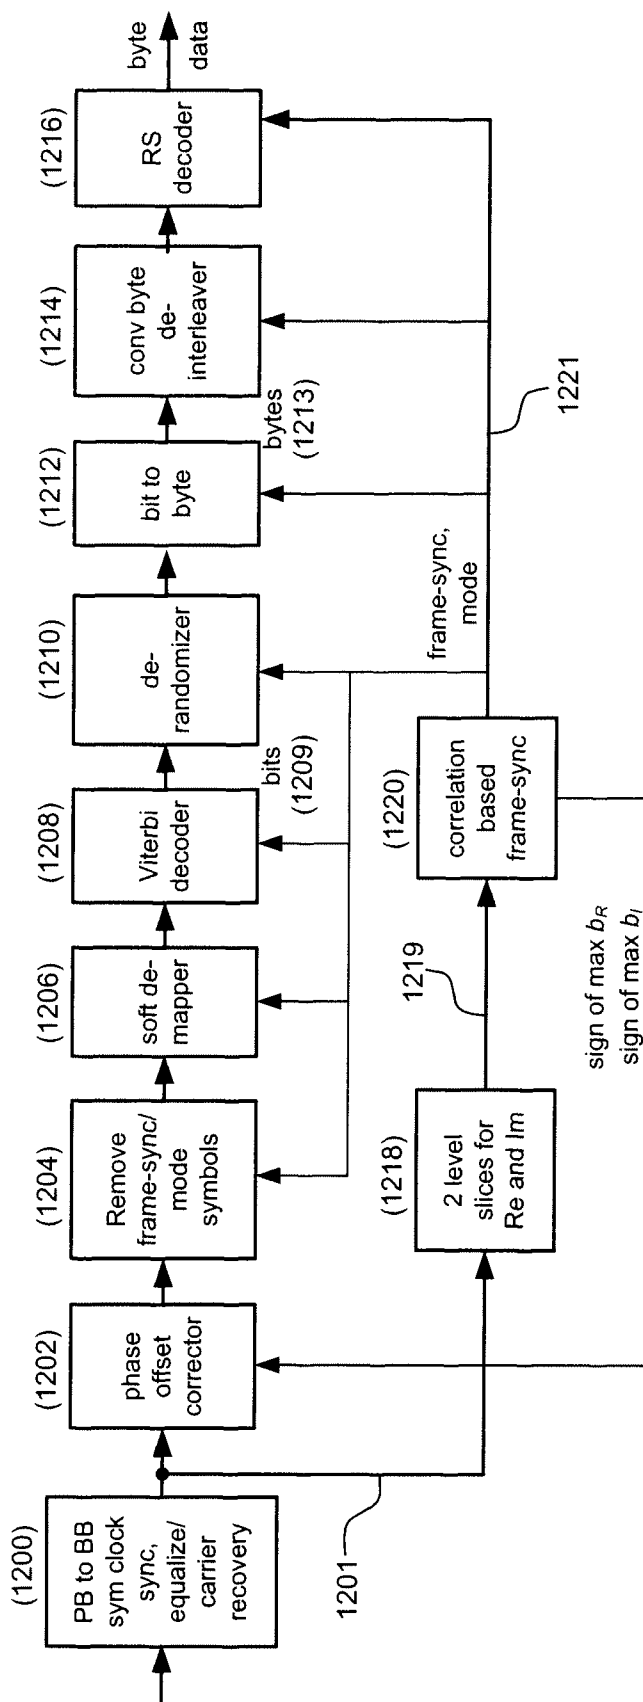 (1200)
PB to BB
sym clock
sync,
equalize/
carrier
recovery
1201
(1202)
phase
offset
corrector
(1204)
Remove
frame-sync/
mode
symbols
(1206)
soft de-
mapper
(1208)
Viterbi
decoder
bits
(1209)
(1210)
de-
randomizer
(1212)
bit to
byte
bytes
(1213)
(1214)
conv byte
de-
interleaver
(1216)
RS
decoder
byte
data
(1218)
2 level
slices for
Re and Im
1219
(1220)
correlation
based
frame-sync
frame-sync,
mode
1221
sign of max bR
sign of max bI